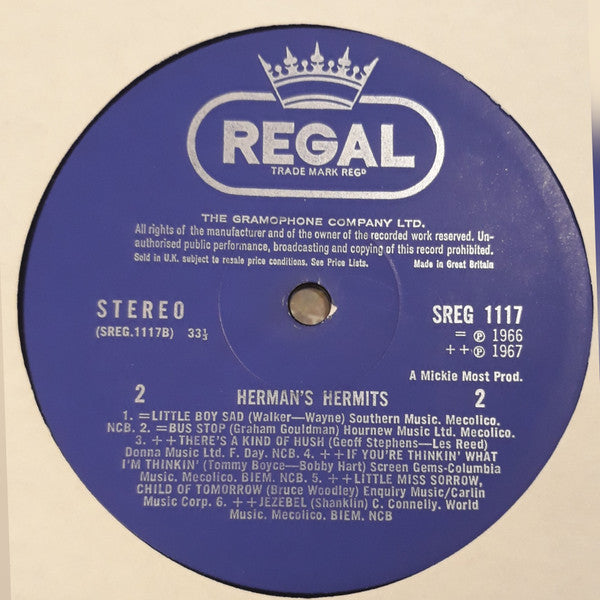 REGAL
TRADE MARK REGD
THE GRAMOPHONE COMPANY LTD.
All rights of the manufacturer and of the owner of the recorded work reserved. Un-
authorised public performance, broadcasting and copying of this record prohibited.
Sold in U.K. subject to resale price conditions. See Price Lists. Made in Great Britain
STEREO SREG 1117
(SREG.1117B) 33⅓ = ℗ 1966
++℗ 1967
A Mickie Most Prod.
2 HERMAN'S HERMITS 2
1. =LITTLE BOY SAD (Walker—Wayne) Southern Music. Mecolico.
NCB. 2. =BUS STOP (Graham Gouldman) Hournew Music Ltd. Mecolico.
3. ++THERE'S A KIND OF HUSH (Geoff Stephens—Les Reed)
Donna Music Ltd. F. Day. NCB. 4. ++IF YOU'RE THINKIN' WHAT
I'M THINKIN' (Tommy Boyce—Bobby Hart) Screen Gems-Columbia
Music. Mecolico. BIEM. NCB. 5. ++LITTLE MISS SORROW,
CHILD OF TOMORROW (Bruce Woodley) Enquiry Music/Carlin
Music Corp. 6. ++JEZEBEL (Shanklin) C. Connelly. World
Music. Mecolico. BIEM. NCB